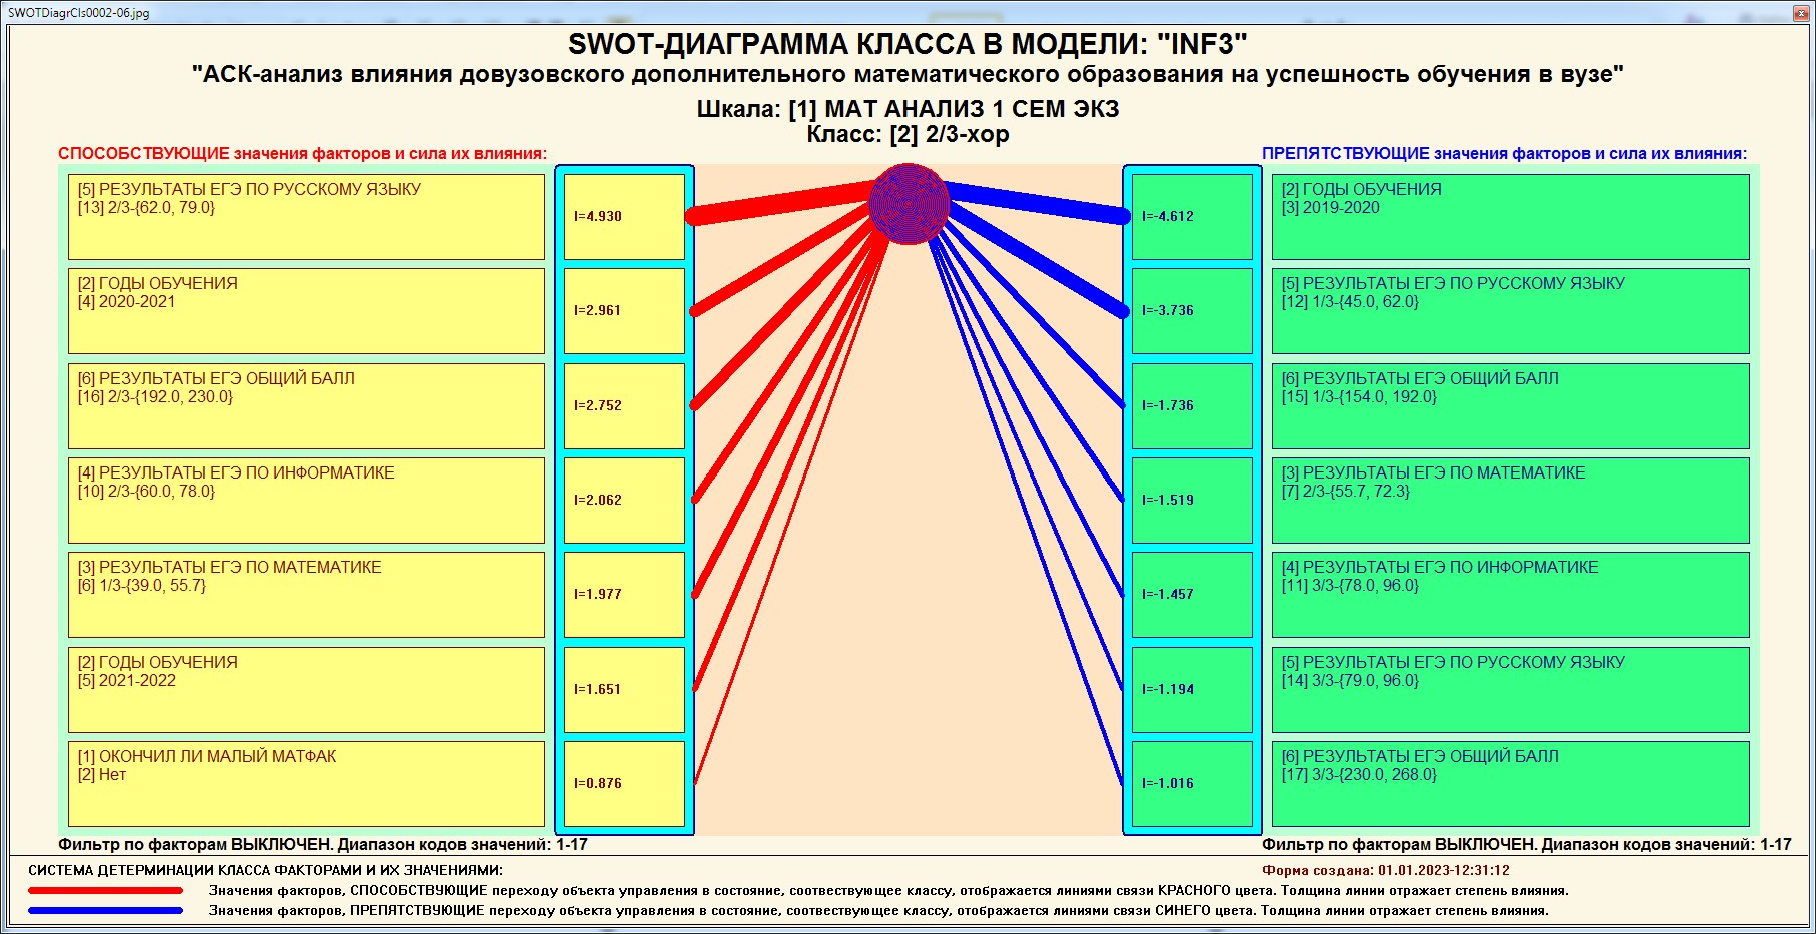 SWOTDiagrCls0002-06.jpg
SWOT-ДИАГРАММА КЛАССА В МОДЕЛИ: "INF3"
"АСК-анализ влияния довузовского дополнительного математического образования на успешность обучения в вузе"
Шкала: [1] МАТ АНАЛИЗ 1 СЕМ ЭКЗ
Класс: [2] 2/3-хор
СПОСОБСТВУЮЩИЕ значения факторов и сила их влияния:
[5] РЕЗУЛЬТАТЫ ЕГЭ ПО РУССКОМУ ЯЗЫКУ
[13] 2/3-{62.0, 79.0}
I=4.930
[2] ГОДЫ ОБУЧЕНИЯ
[4] 2020-2021
I=2.961
[6] РЕЗУЛЬТАТЫ ЕГЭ ОБЩИЙ БАЛЛ
[16] 2/3-{192.0, 230.0}
I=2.752
[4] РЕЗУЛЬТАТЫ ЕГЭ ПО ИНФОРМАТИКЕ
[10] 2/3-{60.0, 78.0}
I=2.062
[3] РЕЗУЛЬТАТЫ ЕГЭ ПО МАТЕМАТИКЕ
[6] 1/3-{39.0, 55.7}
I=1.977
[2] ГОДЫ ОБУЧЕНИЯ
[5] 2021-2022
I=1.651
[1] ОКОНЧИЛ ЛИ МАЛЫЙ МАТФАК
[2] Нет
I=0.876
Фильтр по факторам ВЫКЛЮЧЕН. Диапазон кодов значений: 1-17
ПРЕПЯТСТВУЮЩИЕ значения факторов и сила их влияния:
I=-4.612
[2] ГОДЫ ОБУЧЕНИЯ
[3] 2019-2020
I=-3.736
[5] РЕЗУЛЬТАТЫ ЕГЭ ПО РУССКОМУ ЯЗЫКУ
[12] 1/3-{45.0, 62.0}
I=-1.736
[6] РЕЗУЛЬТАТЫ ЕГЭ ОБЩИЙ БАЛЛ
[15] 1/3-{154.0, 192.0}
I=-1.519
[3] РЕЗУЛЬТАТЫ ЕГЭ ПО МАТЕМАТИКЕ
[7] 2/3-{55.7, 72.3}
I=-1.457
[4] РЕЗУЛЬТАТЫ ЕГЭ ПО ИНФОРМАТИКЕ
[11] 3/3-{78.0, 96.0}
I=-1.194
[5] РЕЗУЛЬТАТЫ ЕГЭ ПО РУССКОМУ ЯЗЫКУ
[14] 3/3-{79.0, 96.0}
I=-1.016
[6] РЕЗУЛЬТАТЫ ЕГЭ ОБЩИЙ БАЛЛ
[17] 3/3-{230.0, 268.0}
Фильтр по факторам ВЫКЛЮЧЕН. Диапазон кодов значений: 1-17
СИСТЕМА ДЕТЕРМИНАЦИИ КЛАССА ФАКТОРАМИ И ИХ ЗНАЧЕНИЯМИ:
Форма создана: 01.01.2023-12:31:12
Значения факторов, СПОСОБСТВУЮЩИЕ переходу объекта управления в состояние, соотвествующее классу, отображается линиями связи КРАСНОГО цвета. Толщина линии отражает степень влияния.
Значения факторов, ПРЕПЯТСТВУЮЩИЕ переходу объекта управления в состояние, соотвествующее классу, отображается линиями связи СИНЕГО цвета. Толщина линии отражает степень влияния.